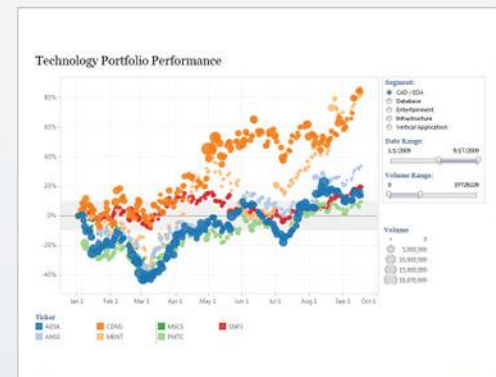 Technology Portfolio Performance
80%
60%
40%
20%
0%
-20%
-40%
Jan 1
Feb 1
Mar 1
Apr 1
May 1
Jun 1
Jul 1
Aug 1
Sep 1
Oct 1
Segment:
CAD / EDA
Database
Entertainment
Infrastructure
Vertical Application
Date Range:
1/1/2009
9/17/2009
Volume Range:
Volume
5,000,000
10,000,000
15,000,000
Ticker
ADSK
CDNS
MSCS
SNPS
ANSS
MENT
PMTC